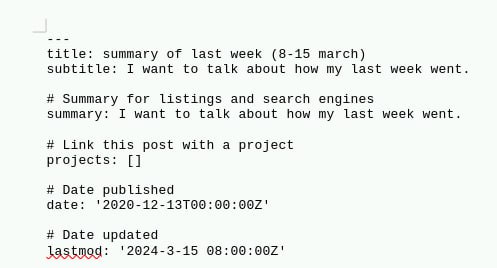 ---
title: summary of last week (8-15 march)
subtitle: I want to talk about how my last week went.
# Summary for listings and search engines
summary: I want to talk about how my last week went.
# Link this post with a project
projects: []
# Date published
date: '2020-12-13T00:00:00Z'
# Date updated
lastmod: '2024-3-15 08:00:00Z'